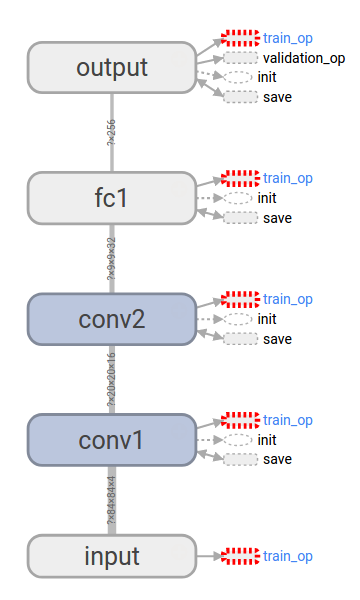 train_op
output
validation_op
init
save
?×256
train_op
fc1
init
save
?×9×9×32
train_op
conv2
init
save
?×20×20×16
train_op
conv1
init
save
?×84×84×4
input
train_op